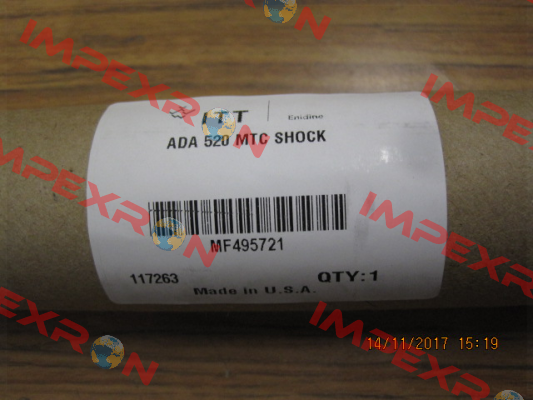 ITT Enidine
ADA 520 MTC SHOCK
MF495721
117263 QTY:1
Made in U.S.A.
14/11/2017 15:19
IMPEXRON
IMPEXRON
IMPEXRON
IMPEXRON
IMPEXRON
IMPEXRON